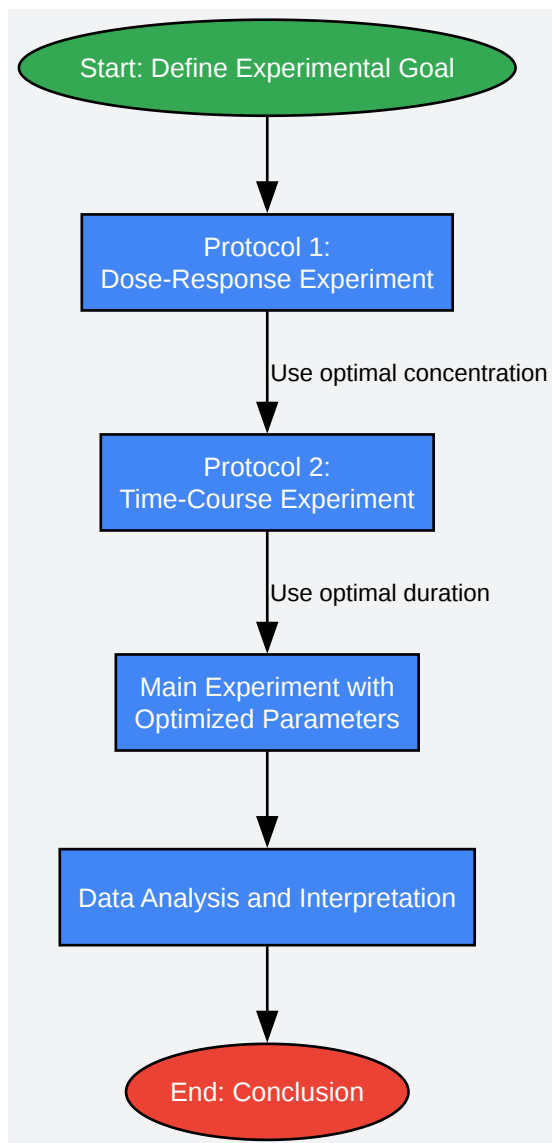 Start: Define Experimental Goal
Protocol 1:
Dose-Response Experiment
Use optimal concentration
Protocol 2:
Time-Course Experiment
Use optimal duration
Main Experiment with
Optimized Parameters
Data Analysis and Interpretation
End: Conclusion